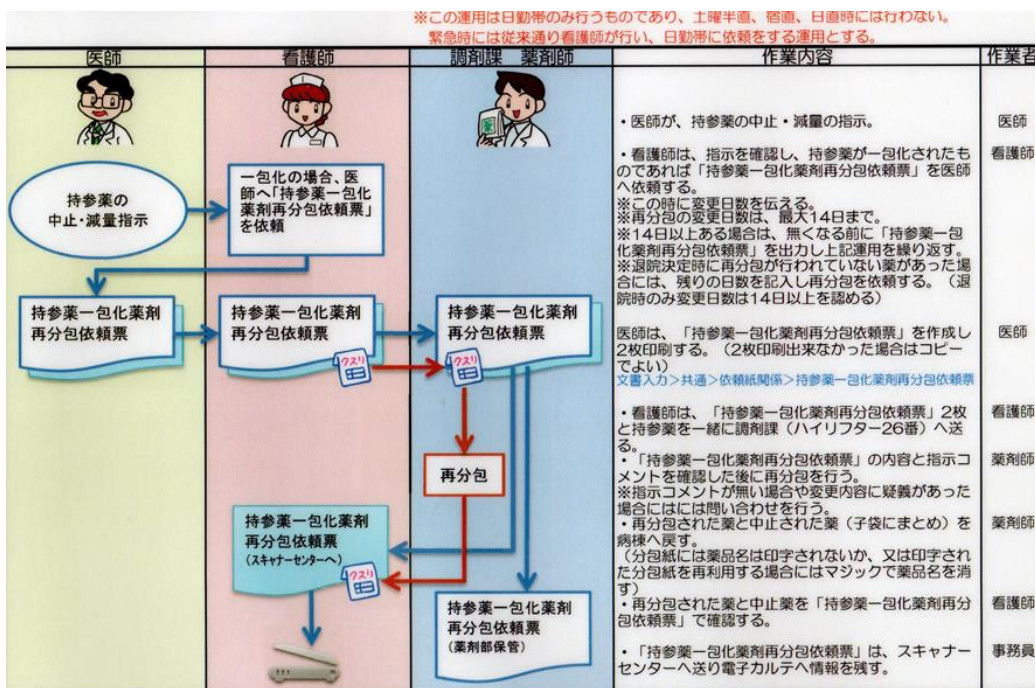 ※この運用は日勤帯のみ行うものであり、土曜半直、宿直、日直時には行わない。
緊急時には従来通り看護師が行い、日勤帯に依頼をする運用とする。
医師
看護師
調剤課 薬剤師
作業内容
作業者
持参薬の
中止・減量指示
一包化の場合、医
師へ「持参薬一包化
薬剤再分包依頼票」
を依頼
持参薬一包化薬剤
再分包依頼票
持参薬一包化薬剤
再分包依頼票
クスリ
持参薬一包化薬剤
再分包依頼票
クスリ
再分包
持参薬一包化薬剤
再分包依頼票
(スキャナーセンターへ)
クスリ
持参薬一包化薬剤
再分包依頼票
(薬剤部保管)
・医師が、持参薬の中止・減量の指示。
医師
・看護師は、指示を確認し、持参薬が一包化されたも
のであれば「持参薬一包化薬剤再分包依頼票」を医師
へ依頼する。
※この時に変更日数を伝える。
※再分包の変更日数は、最大14日まで。
※14日以上ある場合は、無くなる前に「持参薬一包
化薬剤再分包依頼票」を出力し上記運用を繰り返す。
※退院決定時に再分包が行われていない薬があった場
合には、残りの日数を記入し再分包を依頼する。（退
院時のみ変更日数は14日以上を認める）
看護師
医師は、「持参薬一包化薬剤再分包依頼票」を作成し
2枚印刷する。（2枚印刷出来なかった場合はコピー
でよい）
文書入力>共通>依頼紙関係>持参薬一包化薬剤再分包依頼票
医師
・看護師は、「持参薬一包化薬剤再分包依頼票」2枚
と持参薬を一緒に調剤課（ハイリフター26番）へ送
る。
看護師
・「持参薬一包化薬剤再分包依頼票」の内容と指示コ
メントを確認した後に再分包を行う。
※指示コメントが無い場合や変更内容に疑義があった
場合にはには問い合わせを行う。
薬剤師
・再分包された薬と中止された薬（子袋にまとめ）を
病棟へ戻す。
（分包紙には薬品名は印字されないか、又は印字され
た分包紙を再利用する場合にはマジックで薬品名を消
す）
薬剤師
・再分包された薬と中止薬を「持参薬一包化薬剤再分
包依頼票」で確認する。
看護師
・「持参薬一包化薬剤再分包依頼票」は、スキャナー
センターへ送り電子カルテへ情報を残す。
事務員